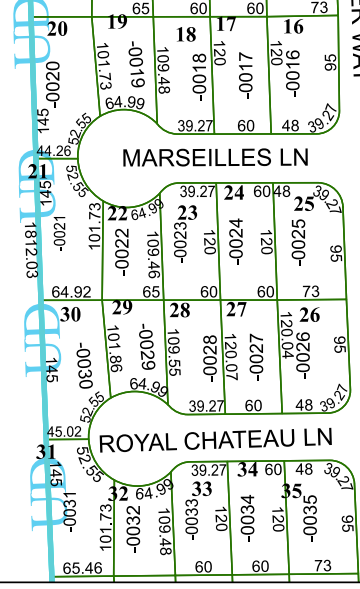 65 60 60 73
20 19 18 17 16
UD
-0020 101.73 -0019 109.48 -0018 120 -0017 120 -0016 95
145 52.55 64.99 39.27 60 48 39.27
44.26
MARSEILLES LN
UD
21 145 52.55 39.27 24 60 48 39.27
22 64.99 23 25
1812.03 -0021 101.73 -0022 109.46 -0023 120 -0024 120 -0025 95
64.92 65 60 60 73
30 29 28 27 26
UD
145 -0030 101.86 -0029 109.55 -0028 120.07 -0027 120.04 -0026 95
52.55 64.99 39.27 60 48 39.27
45.02
ROYAL CHATEAU LN
31 145 52.55 39.27 34 60 48 39.27
UD
32 64.99 33 35
-0031 101.73 -0032 109.48 -0033 120 -0034 120 -0035 95
65.46 60 60 73